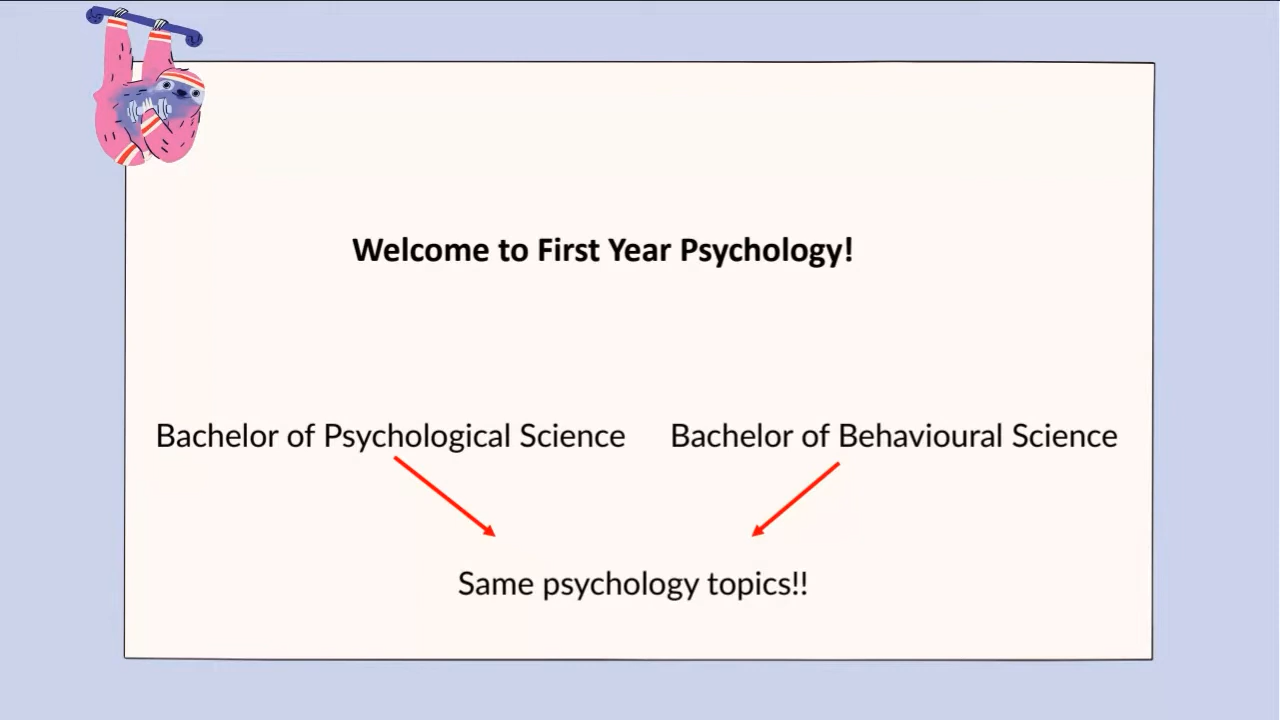 Welcome to First Year Psychology!
Bachelor of Psychological Science
Bachelor of Behavioural Science
Same psychology topics!!